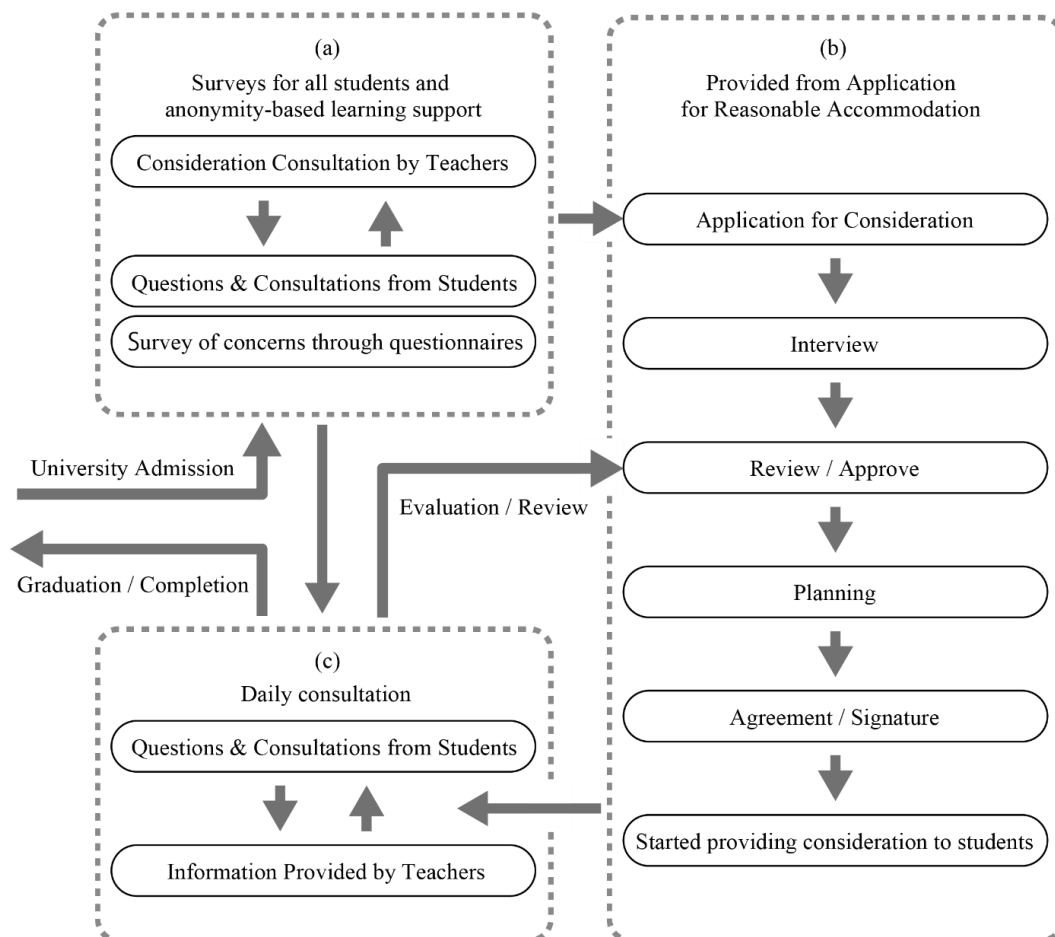 (a)
Surveys for all students and
anonymity-based learning support
Consideration Consultation by Teachers
Questions & Consultations from Students
Survey of concerns through questionnaires
(b)
Provided from Application
for Reasonable Accommodation
Application for Consideration
Interview
Review / Approve
Planning
Agreement / Signature
Started providing consideration to students
University Admission
Evaluation / Review
Graduation / Completion
(c)
Daily consultation
Questions & Consultations from Students
Information Provided by Teachers